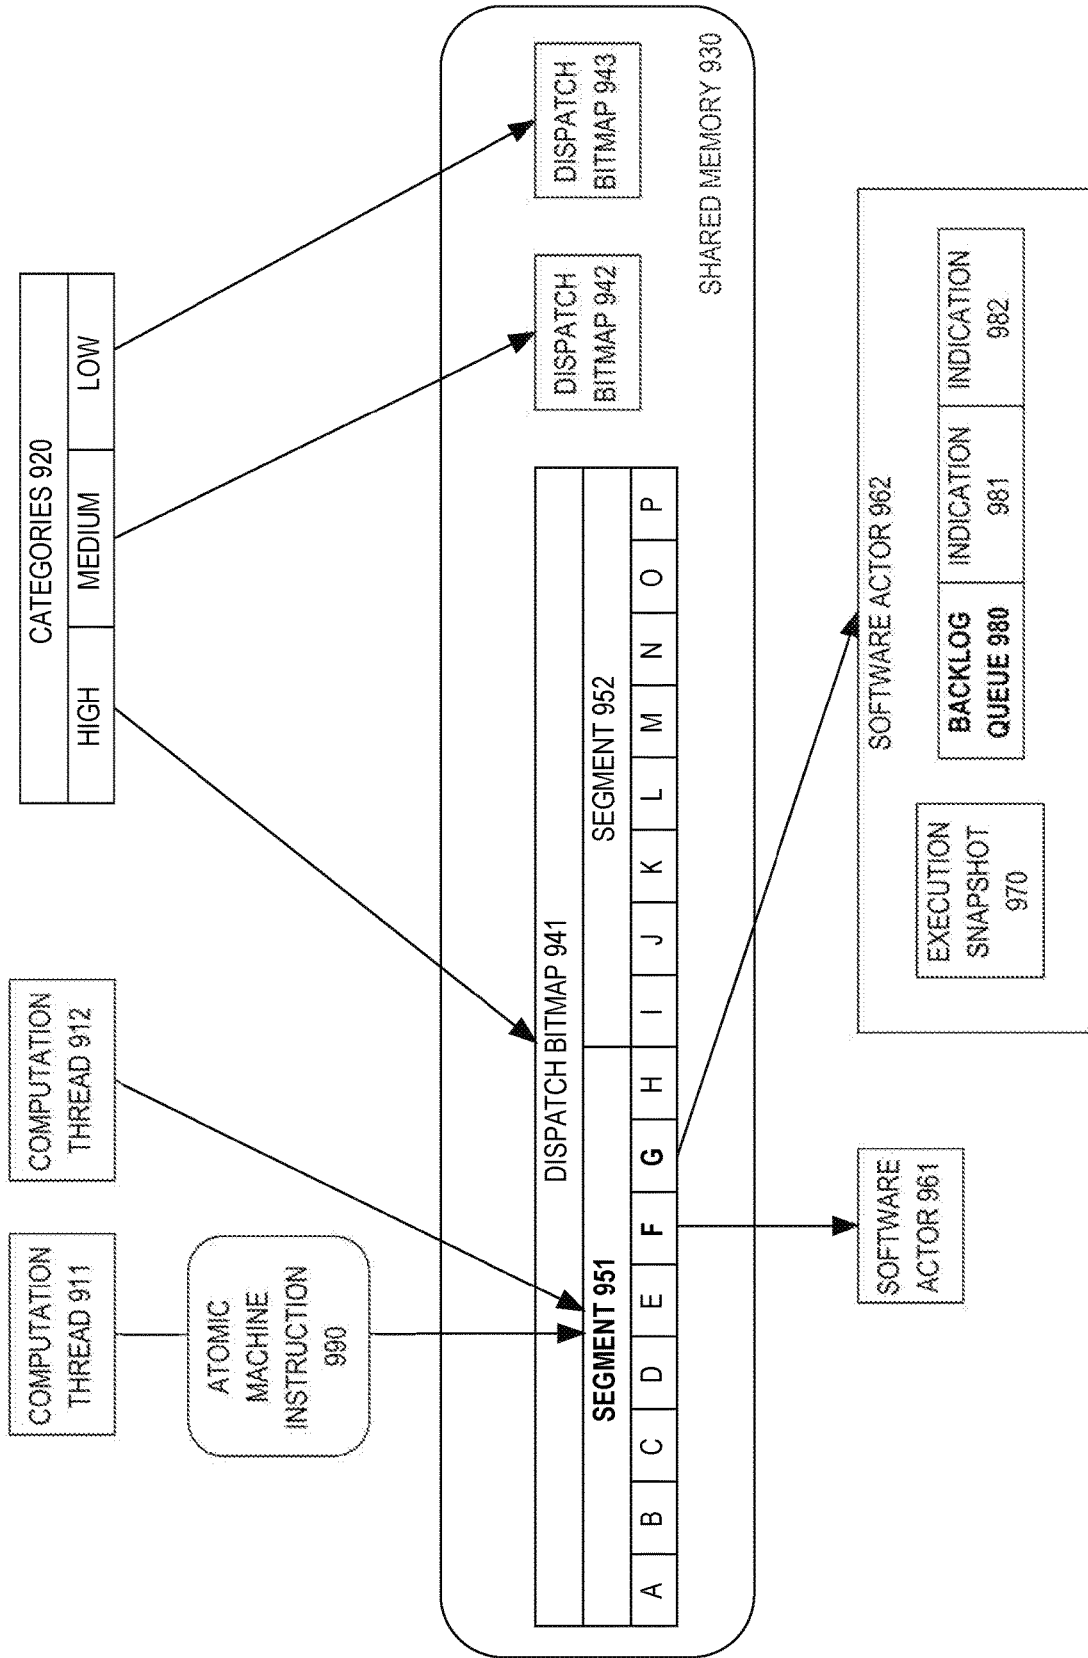 COMPUTATION
THREAD 911
COMPUTATION
THREAD 912
CATEGORIES 920
HIGH
MEDIUM
LOW
ATOMIC
MACHINE
INSTRUCTION
990
DISPATCH BITMAP 941
SEGMENT 951
SEGMENT 952
A B C D E F G H I J K L M N O P
DISPATCH
BITMAP 942
DISPATCH
BITMAP 943
SHARED MEMORY 930
SOFTWARE
ACTOR 961
SOFTWARE ACTOR 962
EXECUTION
SNAPSHOT
970
BACKLOG
QUEUE 980
INDICATION
981
INDICATION
982